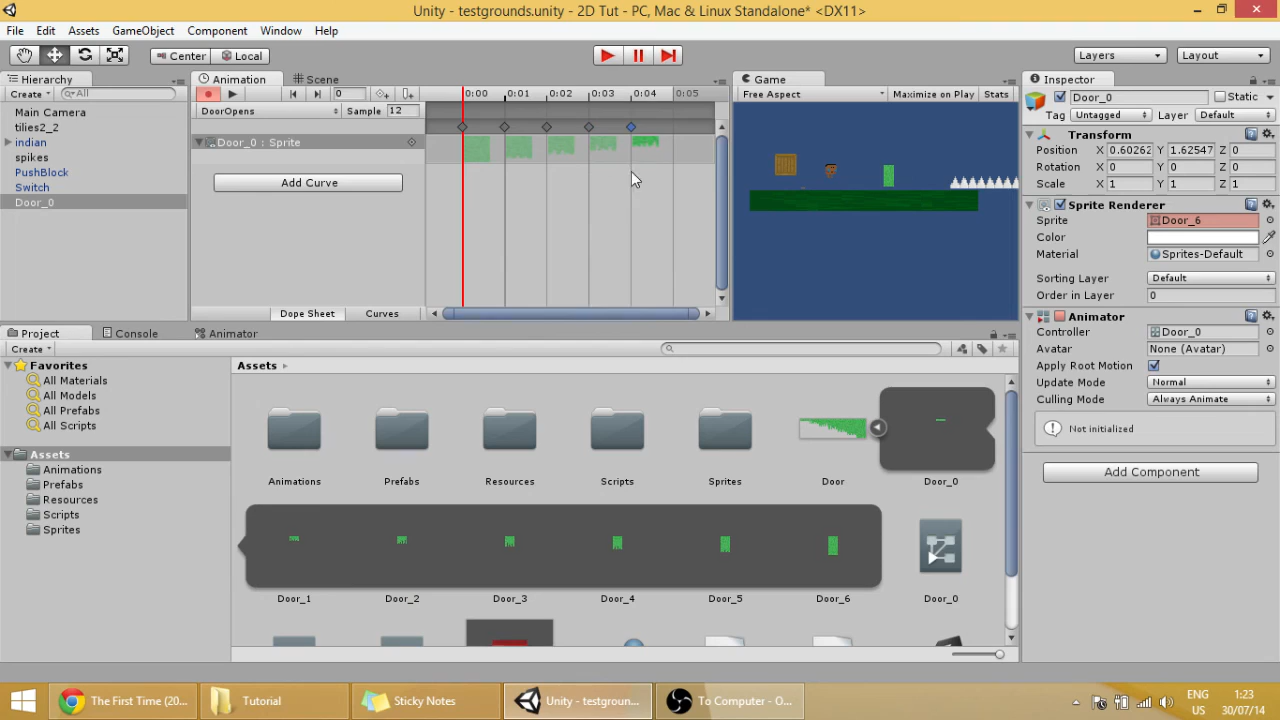 Unity - testgrounds.unity - 2D Tut - PC, Mac & Linux Standalone* <DX11>
File Edit Assets GameObject Component Window Help
Center Local Layers Layout
Hierarchy
Create All
Main Camera
tilies2_2
indian
spikes
PushBlock
Switch
Door_0
Animation Scene
0:00 0:01 0:02 0:03 0:04 0:05
DoorOpens Sample 12
0
Door_0 : Sprite
Add Curve
Dope Sheet Curves
Game
Free Aspect Maximize on Play Stats
Inspector
Door_0 Static
Tag Untagged Layer Default
Transform
Position X 0.60262 Y 1.62547 Z 0
Rotation X 0 Y 0 Z 0
Scale X 1 Y 1 Z 1
Sprite Renderer
Sprite Door_6
Color
Material Sprites-Default
Sorting Layer Default
Order in Layer 0
Animator
Controller Door_0
Avatar None (Avatar)
Apply Root Motion
Update Mode Normal
Culling Mode Always Animate
Not initialized
Add Component
Project Console Animator
Create
Favorites
All Materials
All Models
All Prefabs
All Scripts
Assets
Animations
Prefabs
Resources
Scripts
Sprites
Assets
Animations Prefabs Resources Scripts Sprites Door Door_0
Door_1 Door_2 Door_3 Door_4 Door_5 Door_6 Door_0
The First Time (20... Tutorial Sticky Notes Unity - testgroun... To Computer - O...
ENG
US
1:23
30/07/14